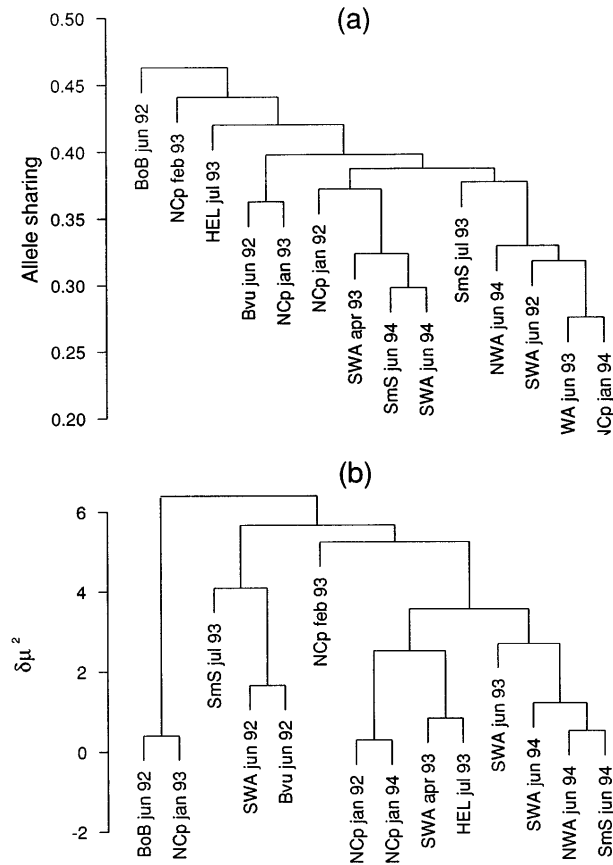 (a)
0.50
0.45
0.40
0.35
0.30
0.25
0.20
Allele sharing
BoB jun 92
NCp feb 93
HEL jul 93
Bvu jun 92
NCp jan 93
NCp jan 92
SWA apr 93
SmS jun 94
SWA jun 94
SmS jul 93
NWA jun 94
SWA jun 92
WA jun 93
NCp jan 94
(b)
6
4
2
0
-2
δμ²
BoB jun 92
NCp jan 93
SmS jul 93
SWA jun 92
Bvu jun 92
NCp feb 93
NCp jan 92
NCp jan 94
SWA apr 93
HEL jul 93
SWA jun 93
SWA jun 94
NWA jun 94
SmS jun 94